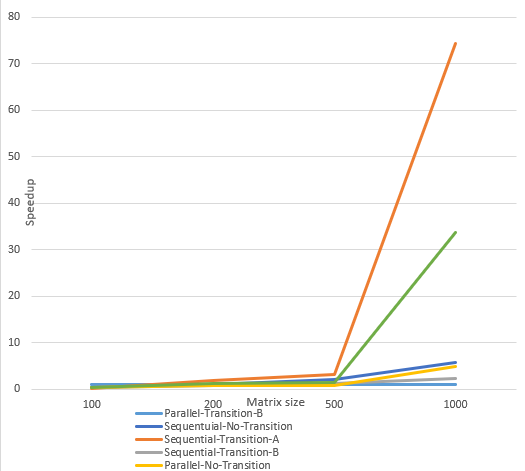 80
70
60
50
40
30
20
10
0
Speedup
100 200 500 1000
Matrix size
Parallel-Transition-B
Sequentuial-No-Transition
Sequential-Transition-A
Sequential-Transition-B
Parallel-No-Transition